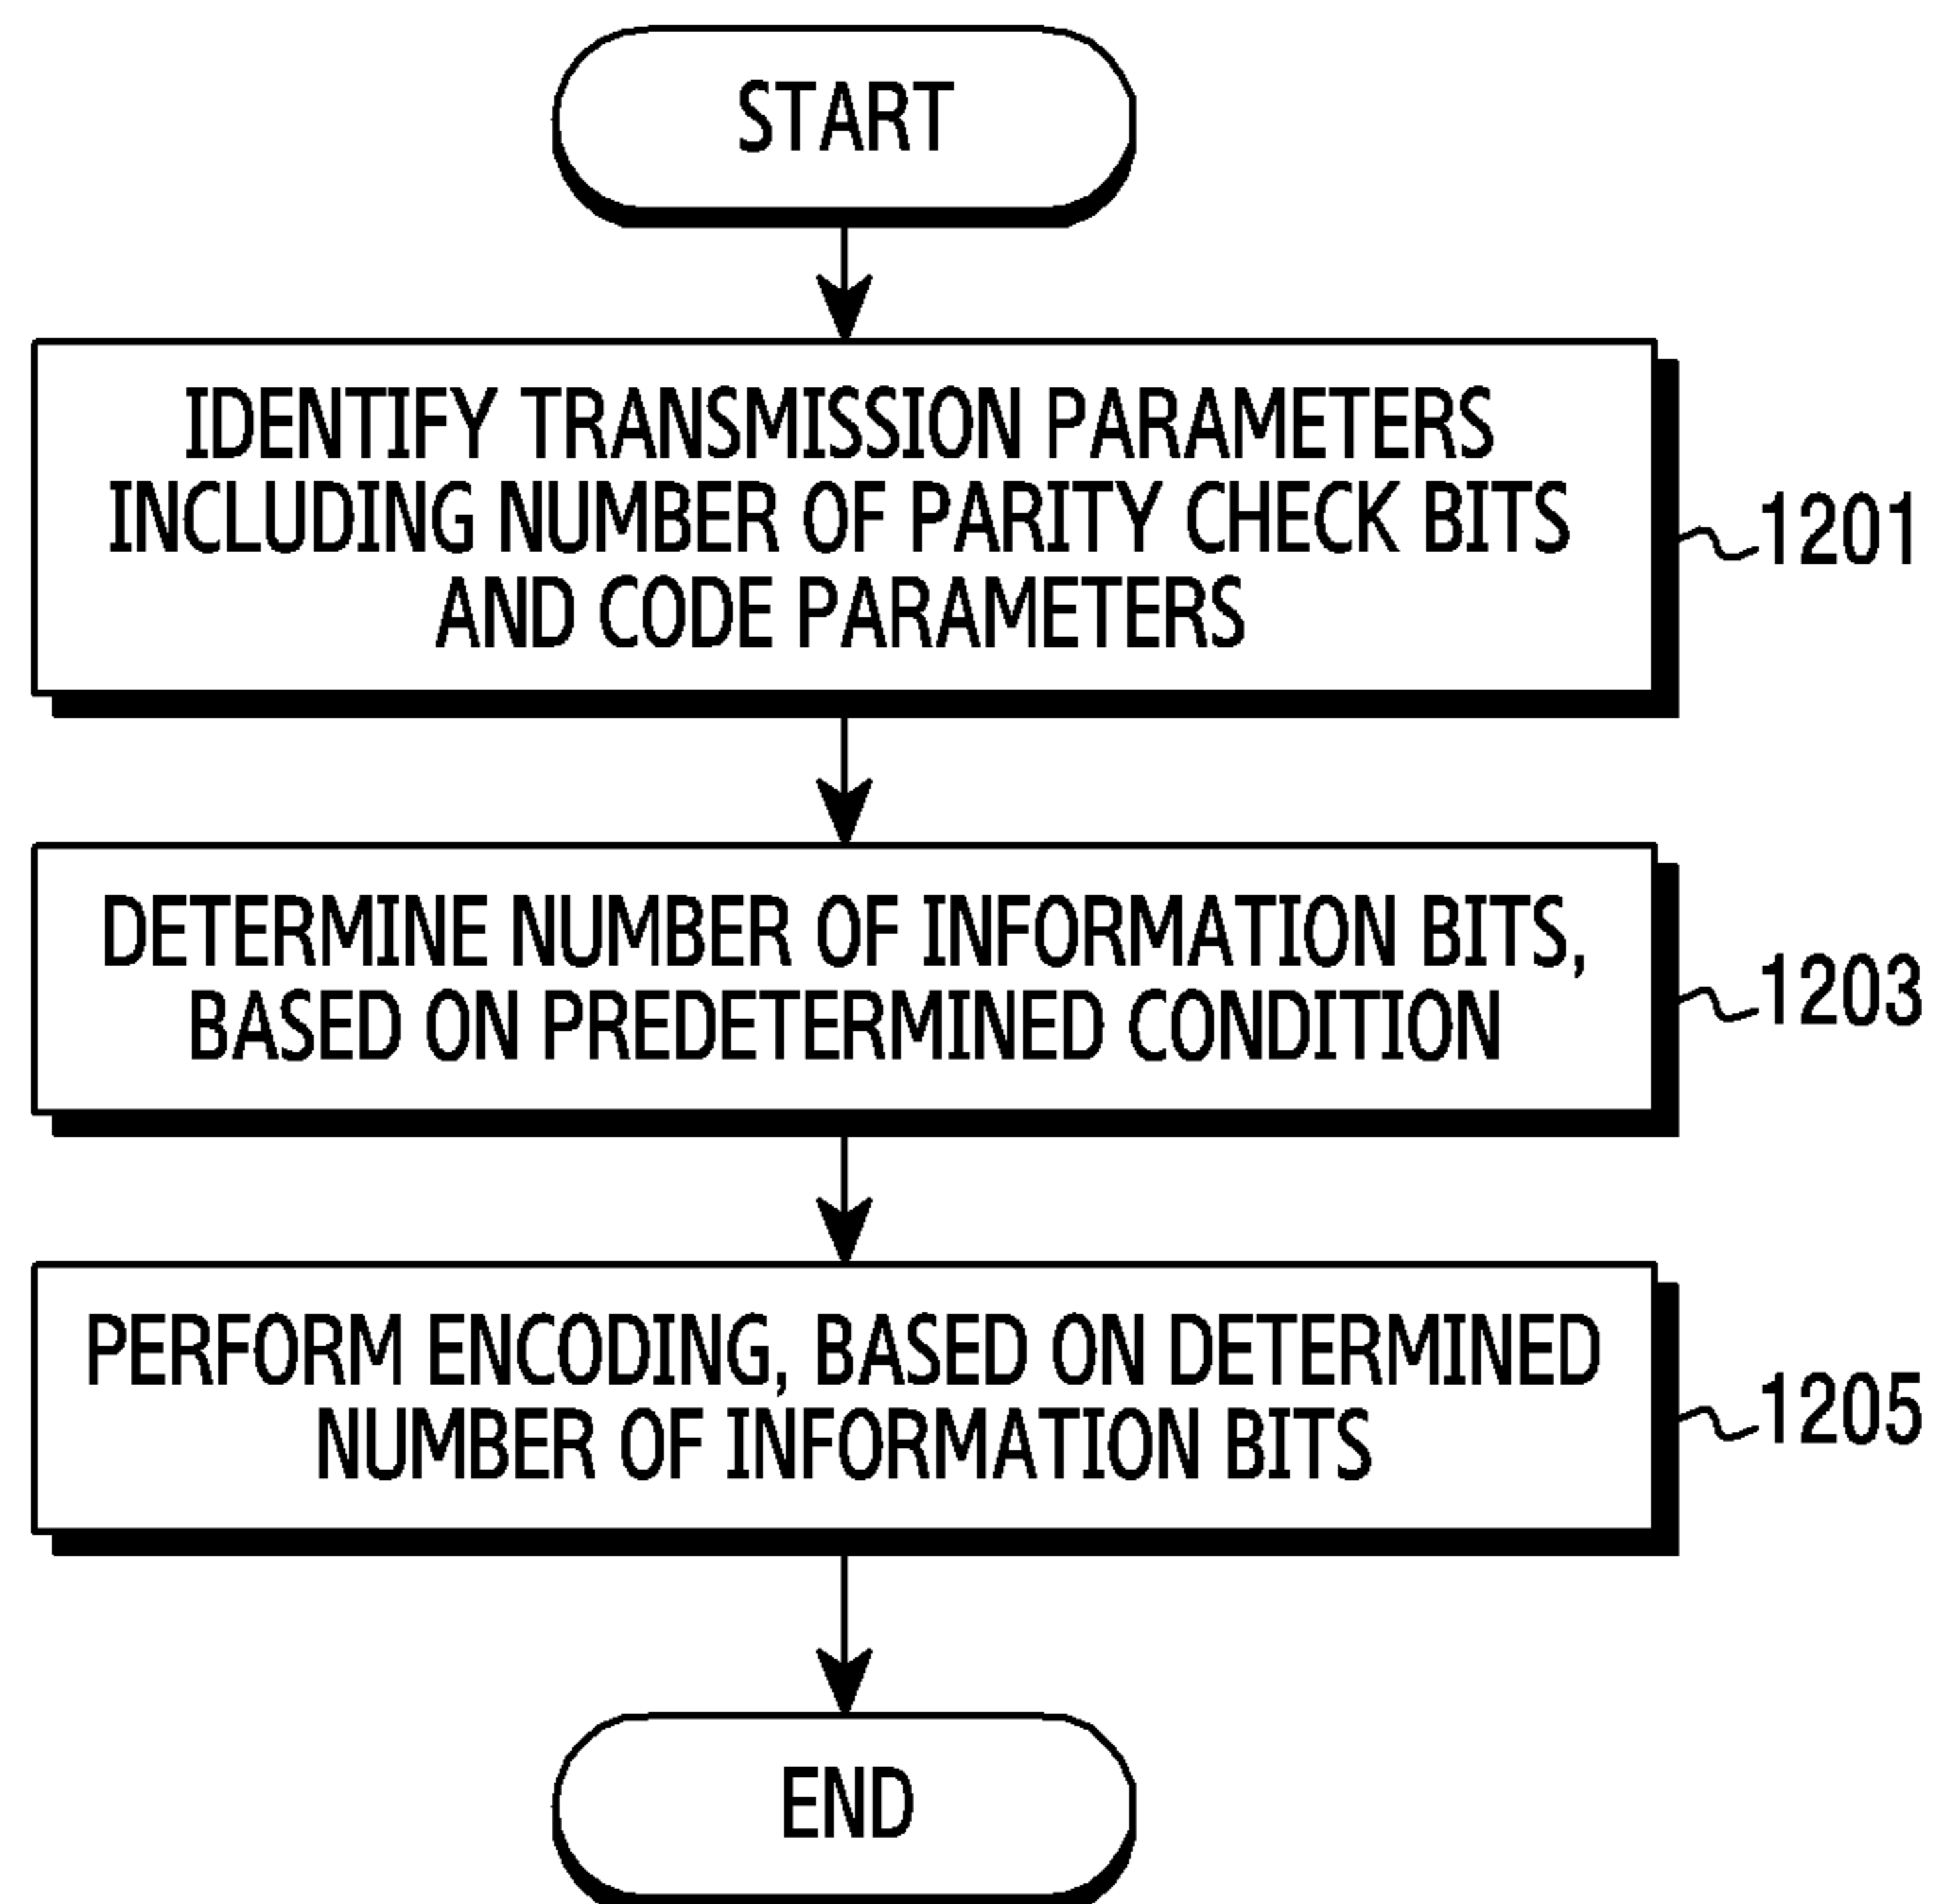 START
IDENTIFY TRANSMISSION PARAMETERS
INCLUDING NUMBER OF PARITY CHECK BITS
AND CODE PARAMETERS
1201
DETERMINE NUMBER OF INFORMATION BITS,
BASED ON PREDETERMINED CONDITION
1203
PERFORM ENCODING, BASED ON DETERMINED
NUMBER OF INFORMATION BITS
1205
END